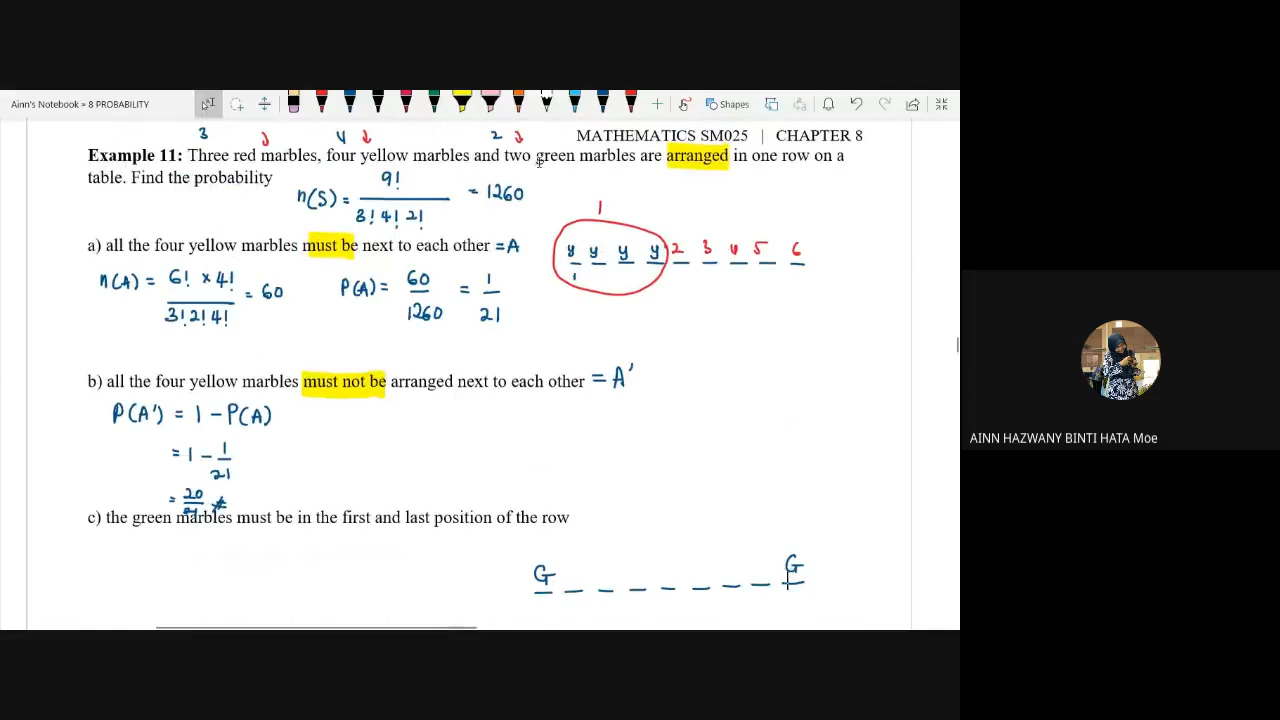 Ainn's Notebook > 8 PROBABILITY
Shapes
3 4 2
MATHEMATICS SM025 | CHAPTER 8
Example 11: Three red marbles, four yellow marbles and two green marbles are arranged in one row on a
table. Find the probability
n(S) = 9! / 3! 4! 2! = 1260
1
a) all the four yellow marbles must be next to each other = A
y y y y 2 3 4 5 6
1
n(A) = 6! × 4! / 3! 2! 4! = 60
P(A) = 60 / 1260 = 1 / 21
b) all the four yellow marbles must not be arranged next to each other = A'
P(A') = 1 - P(A)
= 1 - 1 / 21
= 20 / 21
c) the green marbles must be in the first and last position of the row
G _ _ _ _ _ _ _ G
AINN HAZWANY BINTI HATA Moe